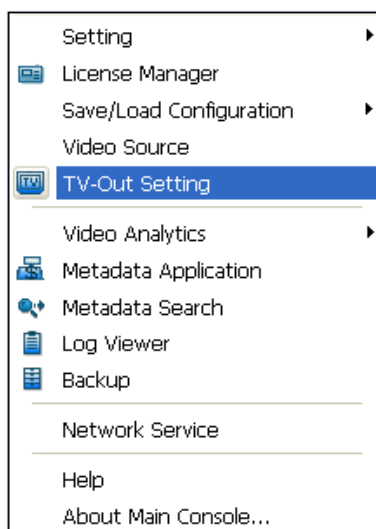 Setting
License Manager
Save/Load Configuration
Video Source
TV TV-Out Setting
Video Analytics
Metadata Application
Metadata Search
Log Viewer
Backup
Network Service
Help
About Main Console...